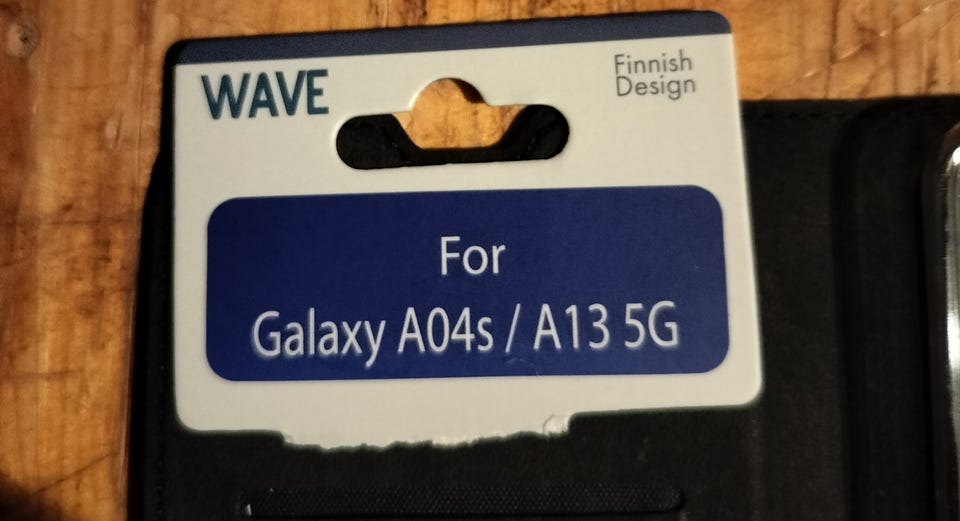 WAVE
Finnish
Design
For
Galaxy A04s / A13 5G